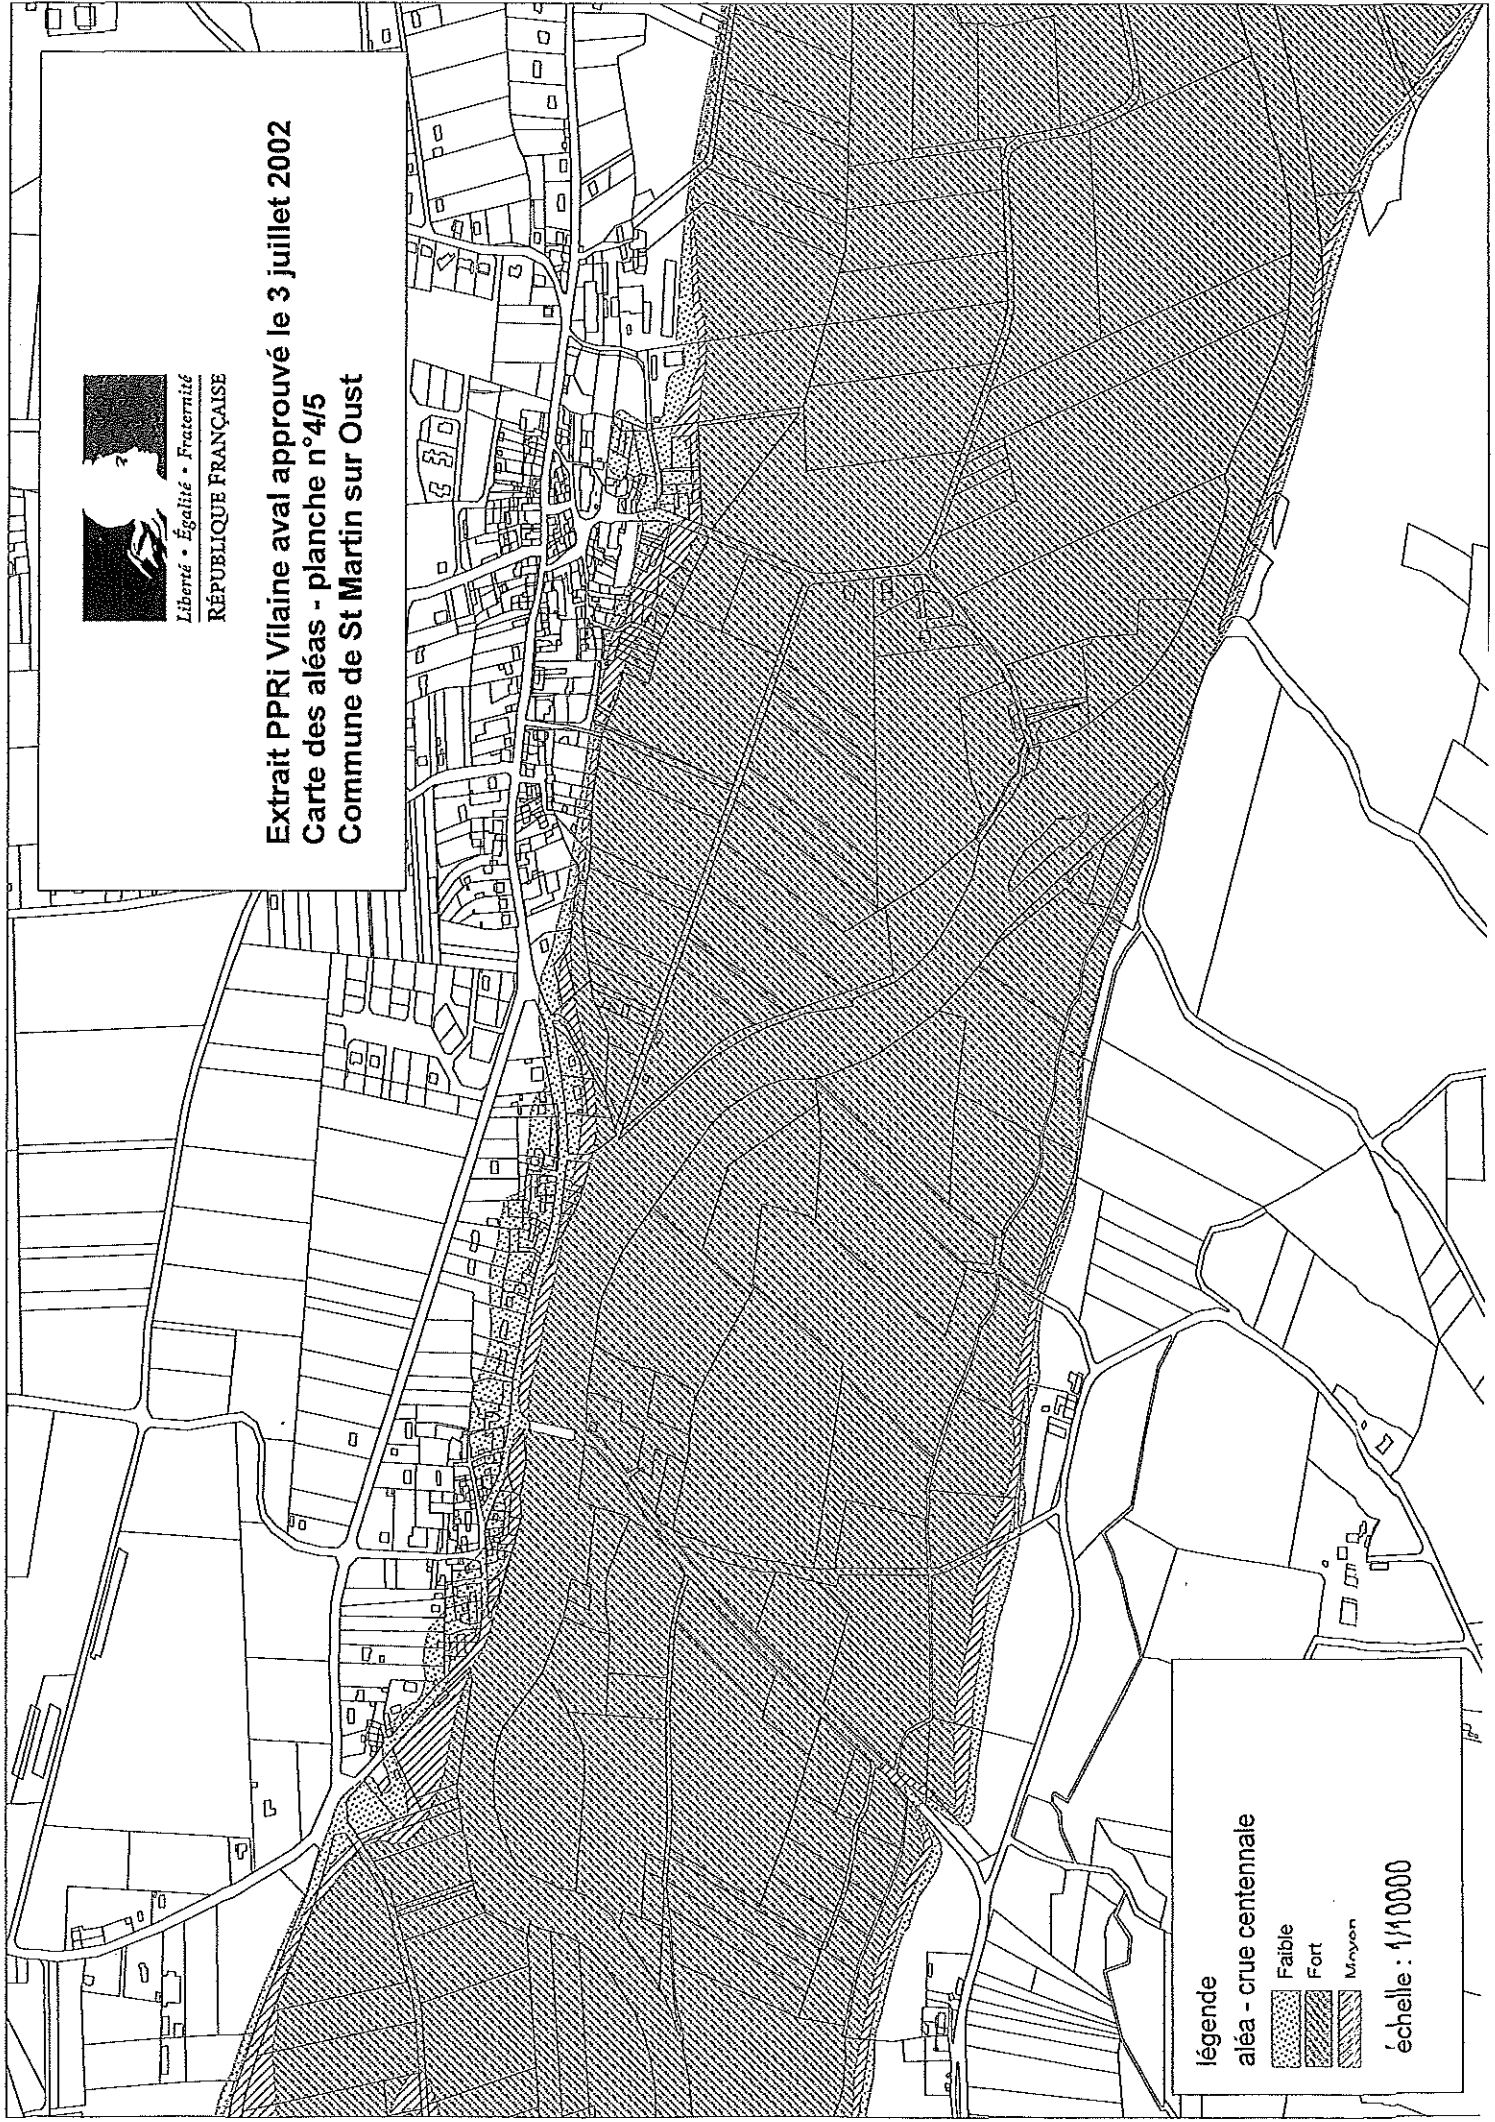 Liberté • Égalité • Fraternité
RÉPUBLIQUE FRANÇAISE
Extrait PPRi Vilaine aval approuvé le 3 juillet 2002
Carte des aléas - planche n°4/5
Commune de St Martin sur Oust
légende
aléa - crue centennale
Faible
Fort
Moyen
échelle : 1/10000